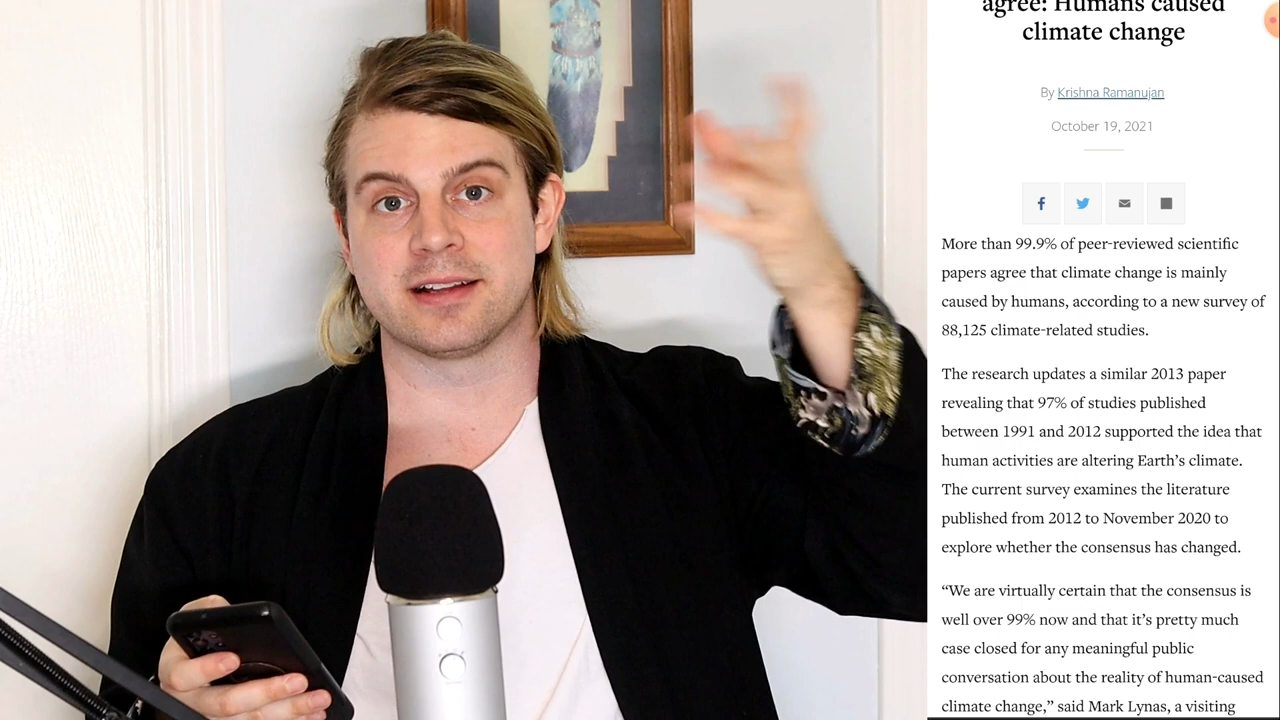 agree: Humans caused
climate change
By Krishna Ramanujan
October 19, 2021
More than 99.9% of peer-reviewed scientific
papers agree that climate change is mainly
caused by humans, according to a new survey of
88,125 climate-related studies.
The research updates a similar 2013 paper
revealing that 97% of studies published
between 1991 and 2012 supported the idea that
human activities are altering Earth’s climate.
The current survey examines the literature
published from 2012 to November 2020 to
explore whether the consensus has changed.
“We are virtually certain that the consensus is
well over 99% now and that it’s pretty much
case closed for any meaningful public
conversation about the reality of human-caused
climate change,” said Mark Lynas, a visiting